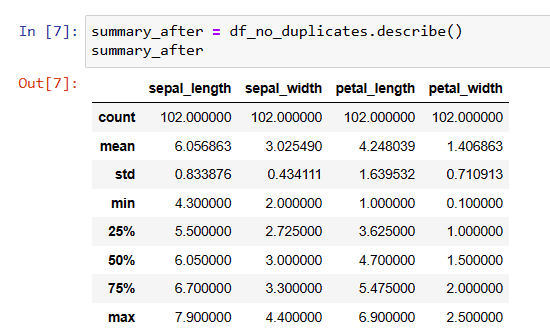 In [7]: summary_after = df_no_duplicates.describe()
summary_after
Out[7]:
sepal_length sepal_width petal_length petal_width
count 102.000000 102.000000 102.000000 102.000000
mean 6.056863 3.025490 4.248039 1.406863
std 0.833876 0.434111 1.639532 0.710913
min 4.300000 2.000000 1.000000 0.100000
25% 5.500000 2.725000 3.625000 1.000000
50% 6.050000 3.000000 4.700000 1.500000
75% 6.700000 3.300000 5.475000 2.000000
max 7.900000 4.400000 6.900000 2.500000